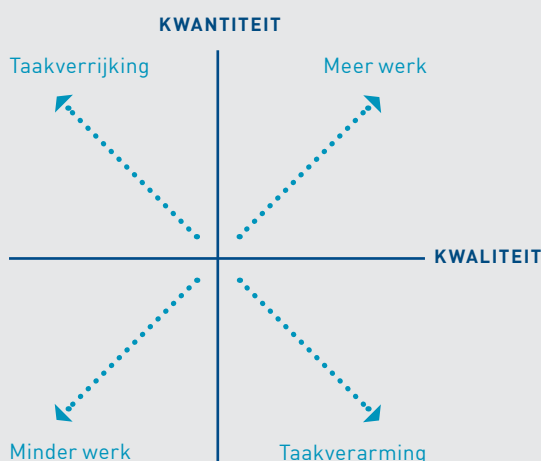 KWANTITEIT
Taakverrijking
Meer werk
KWALITEIT
Minder werk
Taakverarming